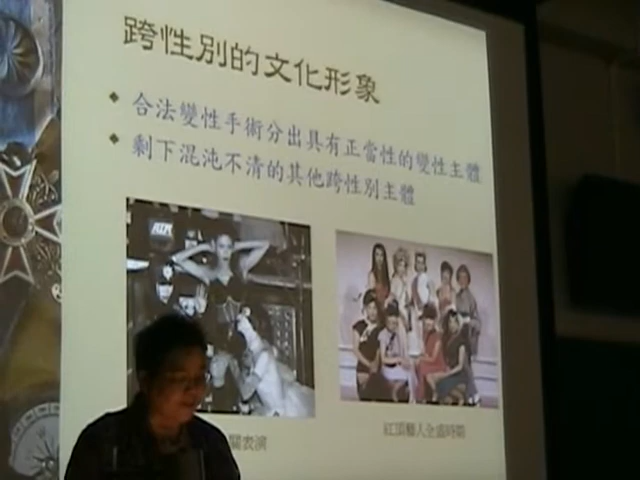 跨性別的文化形象
合法變性手術分出具有正當性的變性主體
剩下混沌不清的其他跨性別主體
表演
紅頂藝人全盛時期